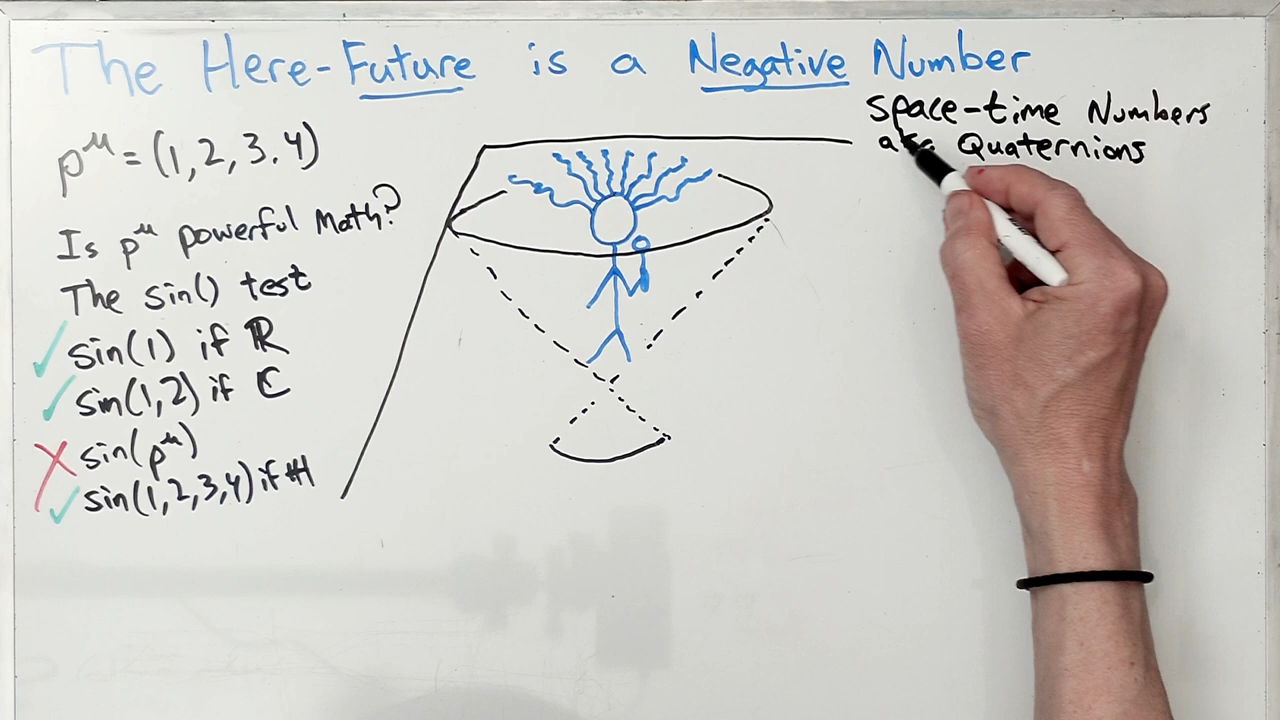 The Here-Future is a Negative Number
p^μ = (1,2,3,4)
Is p^μ powerful Math?
The sin() test
✓ sin(1) if ℝ
✓ sin(1,2) if ℂ
✗ sin(p^μ)
✓ sin(1,2,3,4) if ℍ
Space-time Numbers
Quaternions